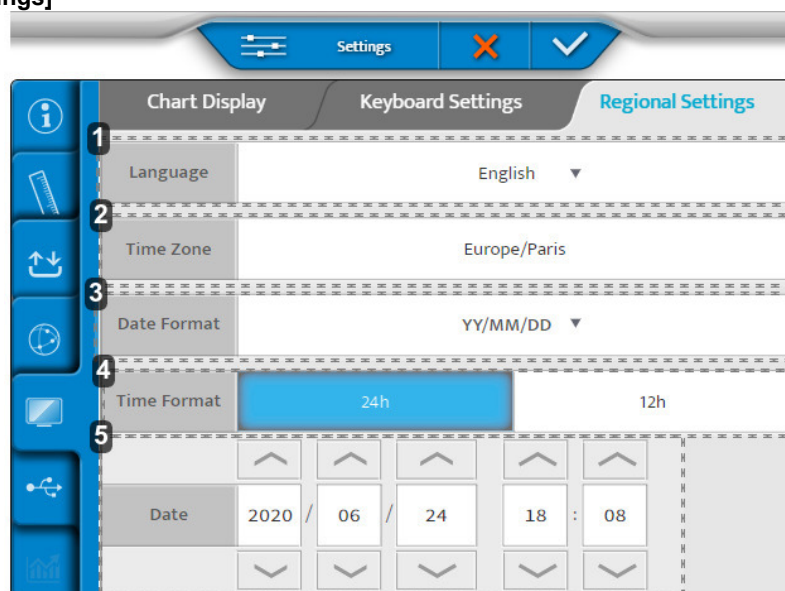 ngs]
Settings
Chart Display Keyboard Settings Regional Settings
1
Language English ▼
2
Time Zone Europe/Paris
3
Date Format YY/MM/DD ▼
4
Time Format 24h 12h
5
Date 2020 / 06 / 24 18 : 08